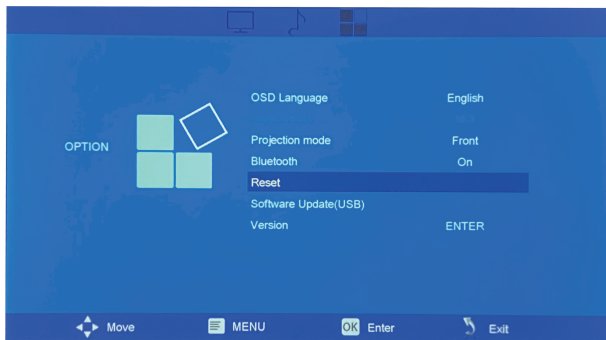 OPTION
OSD Language English
Projection mode Front
Bluetooth On
Reset
Software Update(USB)
Version ENTER
Move MENU OK Enter Exit